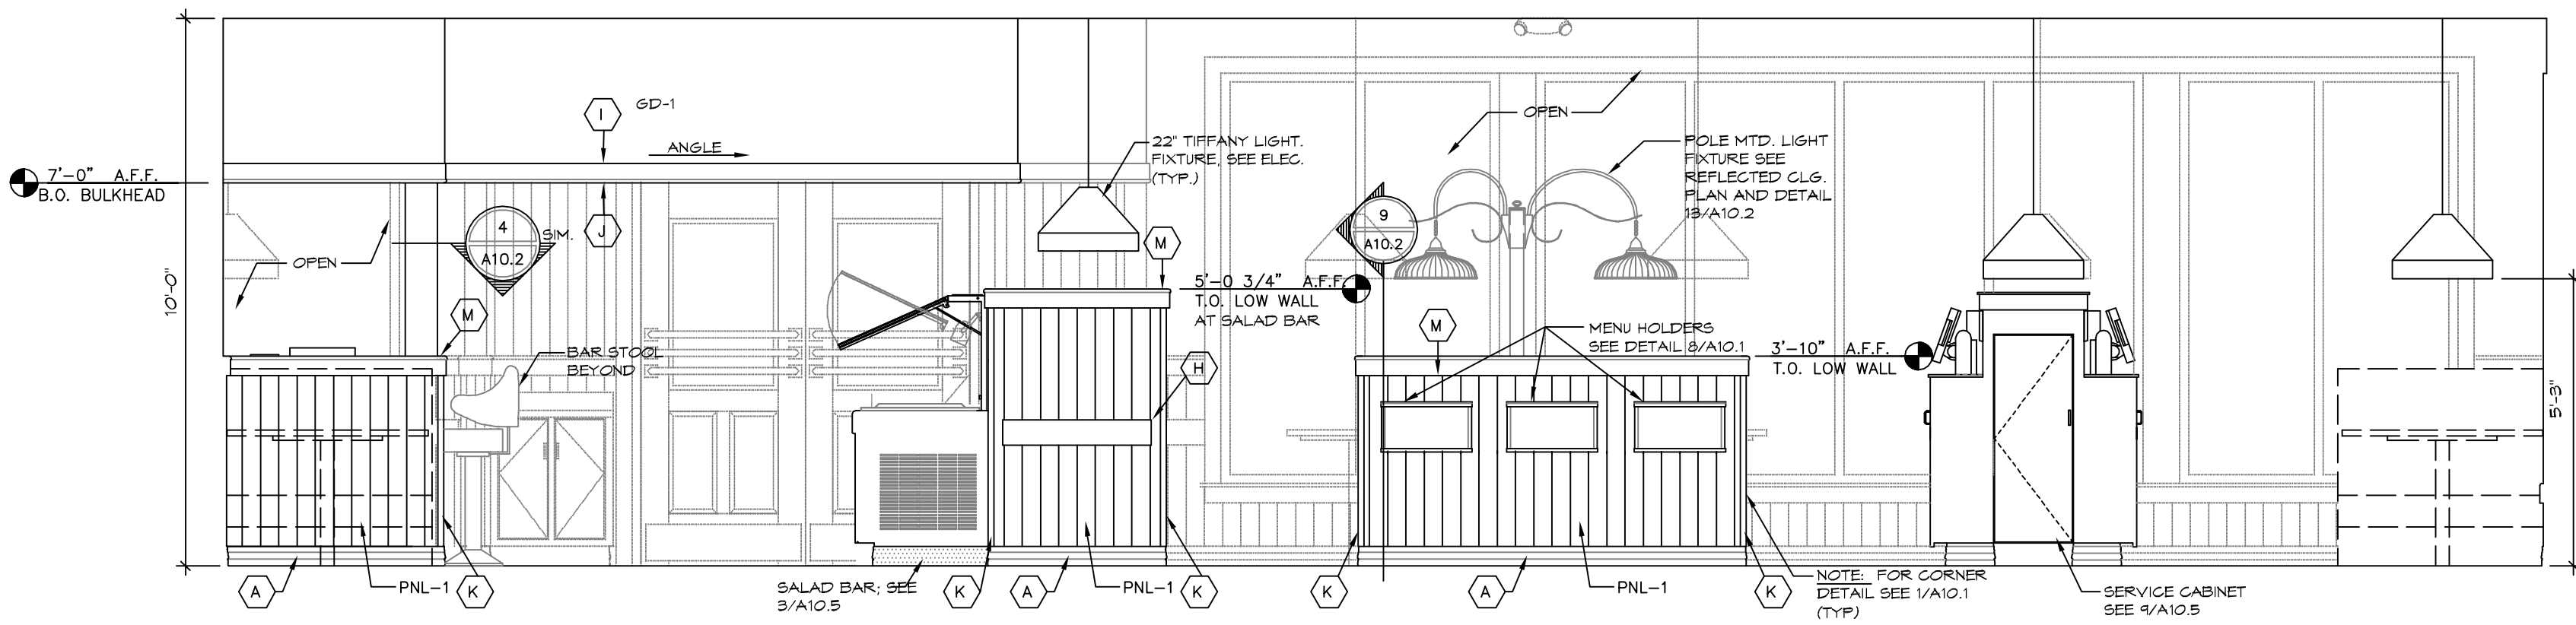 I
GD-1
ANGLE
7'-0" A.F.F.
B.O. BULKHEAD
10'-0"
OPEN
4
A10.2
SIM.
J
M
BAR STOOL
BEYOND
22" TIFFANY LIGHT.
FIXTURE, SEE ELEC.
(TYP.)
M
5'-0 3/4" A.F.F.
T.O. LOW WALL
AT SALAD BAR
H
9
A10.2
OPEN
POLE MTD. LIGHT
FIXTURE SEE
REFLECTED CLG.
PLAN AND DETAIL
13/A10.2
M
MENU HOLDERS
SEE DETAIL 8/A10.1
3'-10" A.F.F.
T.O. LOW WALL
5'-3"
A
PNL-1
K
SALAD BAR; SEE
3/A10.5
K
A
PNL-1
K
K
A
PNL-1
K
NOTE: FOR CORNER
DETAIL SEE 1/A10.1
(TYP)
SERVICE CABINET
SEE 9/A10.5